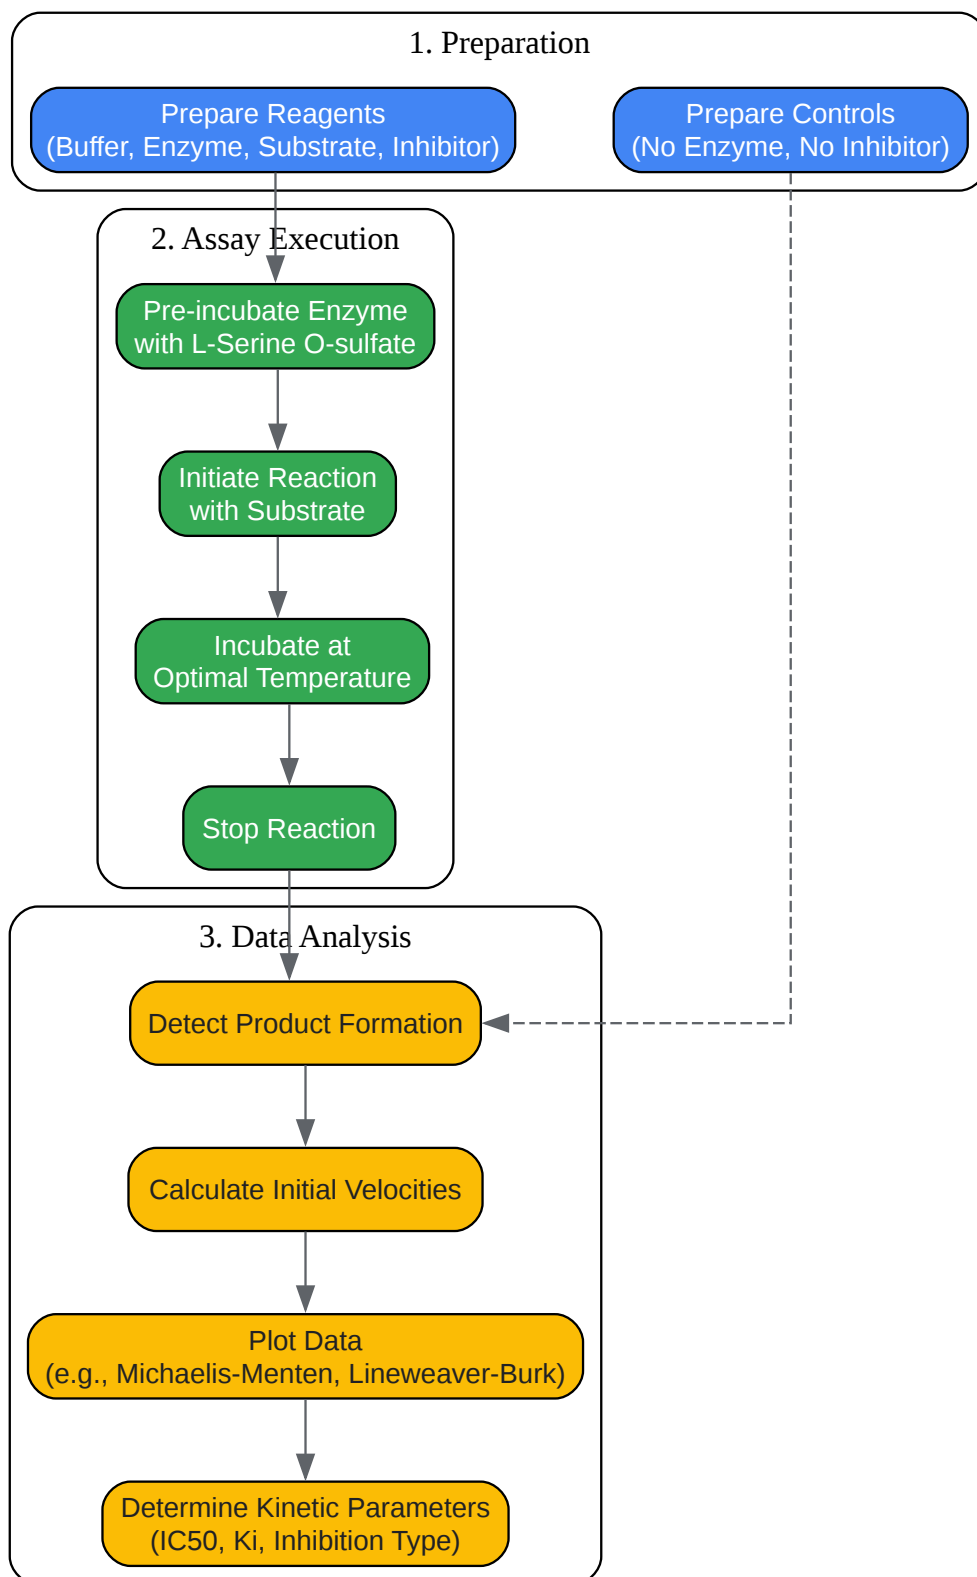 1. Preparation
Prepare Reagents
(Buffer, Enzyme, Substrate, Inhibitor)
Prepare Controls
(No Enzyme, No Inhibitor)
2. Assay Execution
Pre-incubate Enzyme
with L-Serine O-sulfate
Initiate Reaction
with Substrate
Incubate at
Optimal Temperature
Stop Reaction
3. Data Analysis
Detect Product Formation
Calculate Initial Velocities
Plot Data
(e.g., Michaelis-Menten, Lineweaver-Burk)
Determine Kinetic Parameters
(IC50, Ki, Inhibition Type)